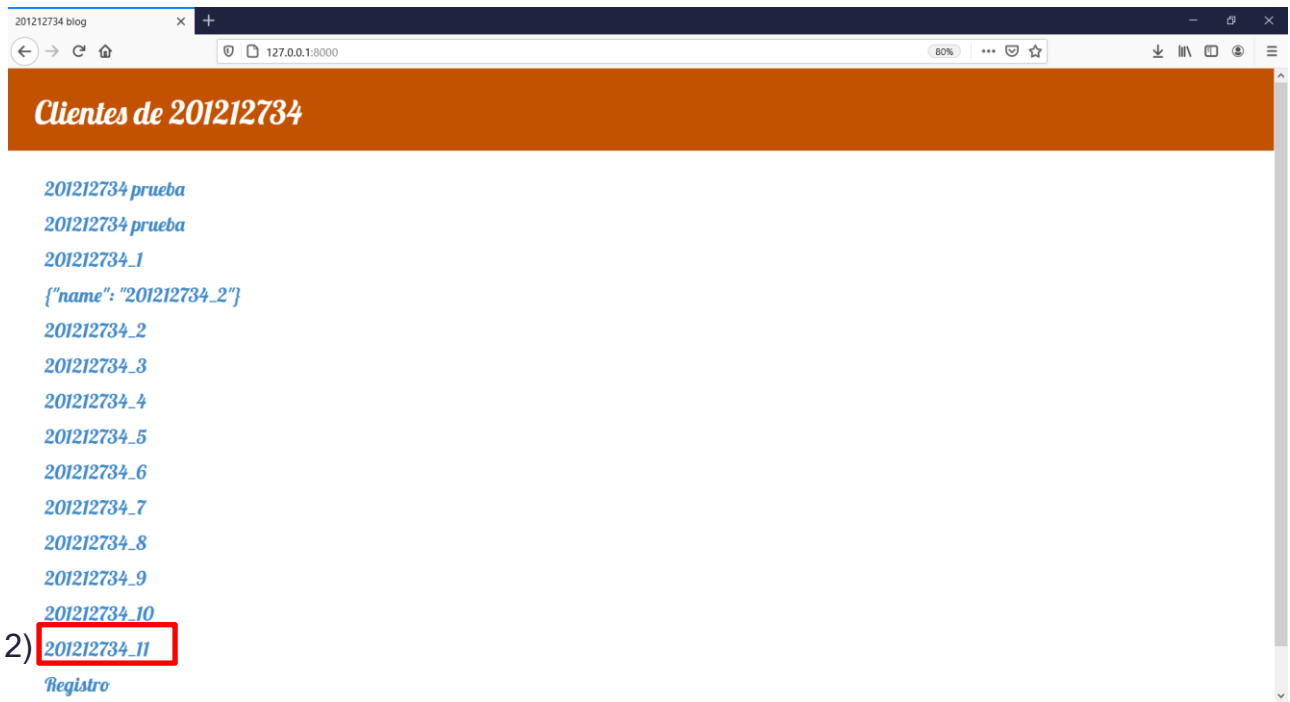 201212734 blog
127.0.0.1:8000
80%
Clientes de 201212734
201212734 prueba
201212734 prueba
201212734_1
{"name": "201212734_2"}
201212734_2
201212734_3
201212734_4
201212734_5
201212734_6
201212734_7
201212734_8
201212734_9
201212734_10
2) 201212734_11
Registro